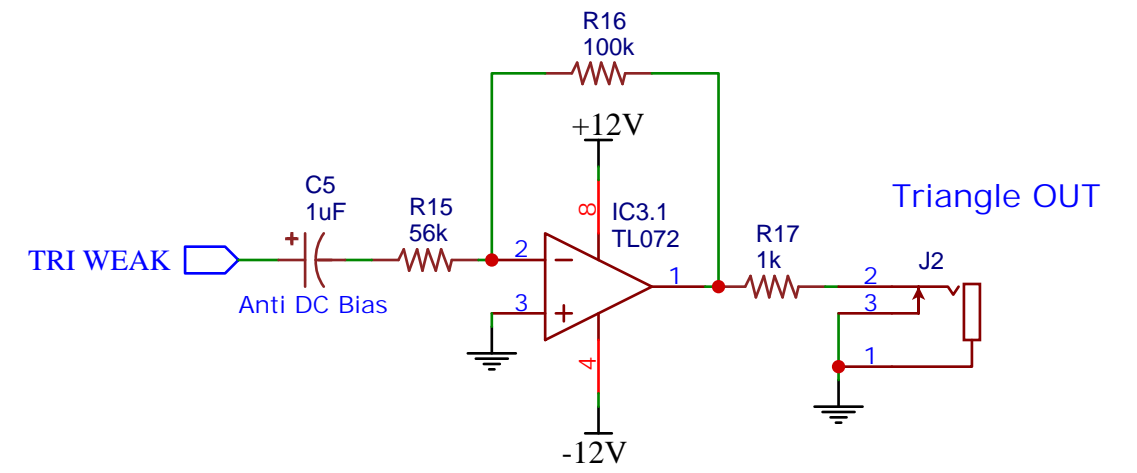 R16
100k
+12V
C5
1uF
R15
56k
8
IC3.1
TL072
Triangle OUT
R17
1k
J2
TRI WEAK
+
2
1
2
Anti DC Bias
3
3
4
1
-12V